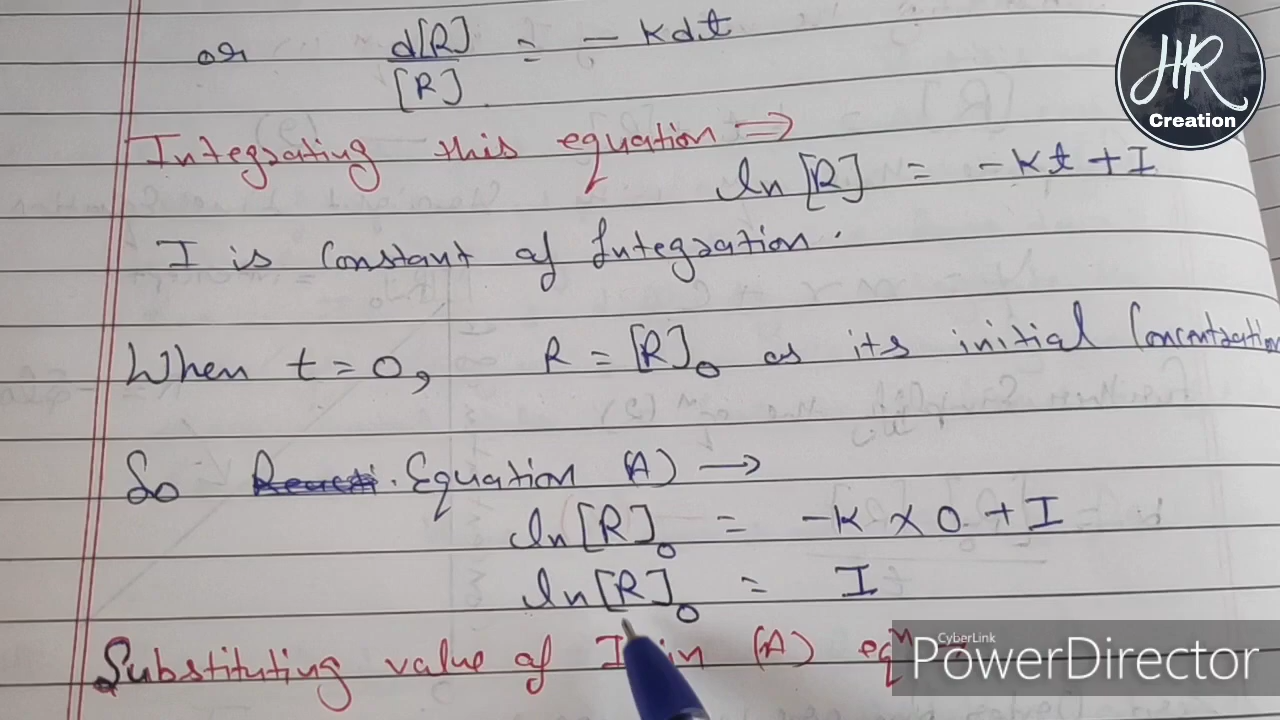 or d[R]/[R] = - kdt
HR
Creation
Integrating this equation ⇒
ln [R] = -kt + I
I is constant of Integration.
When t = 0, R = [R]₀ as its initial Concentration
So Equation (A) →
ln [R]₀ = -k × 0 + I
ln [R]₀ = I
Substituting value of I in (A) eqⁿ
CyberLink
PowerDirector